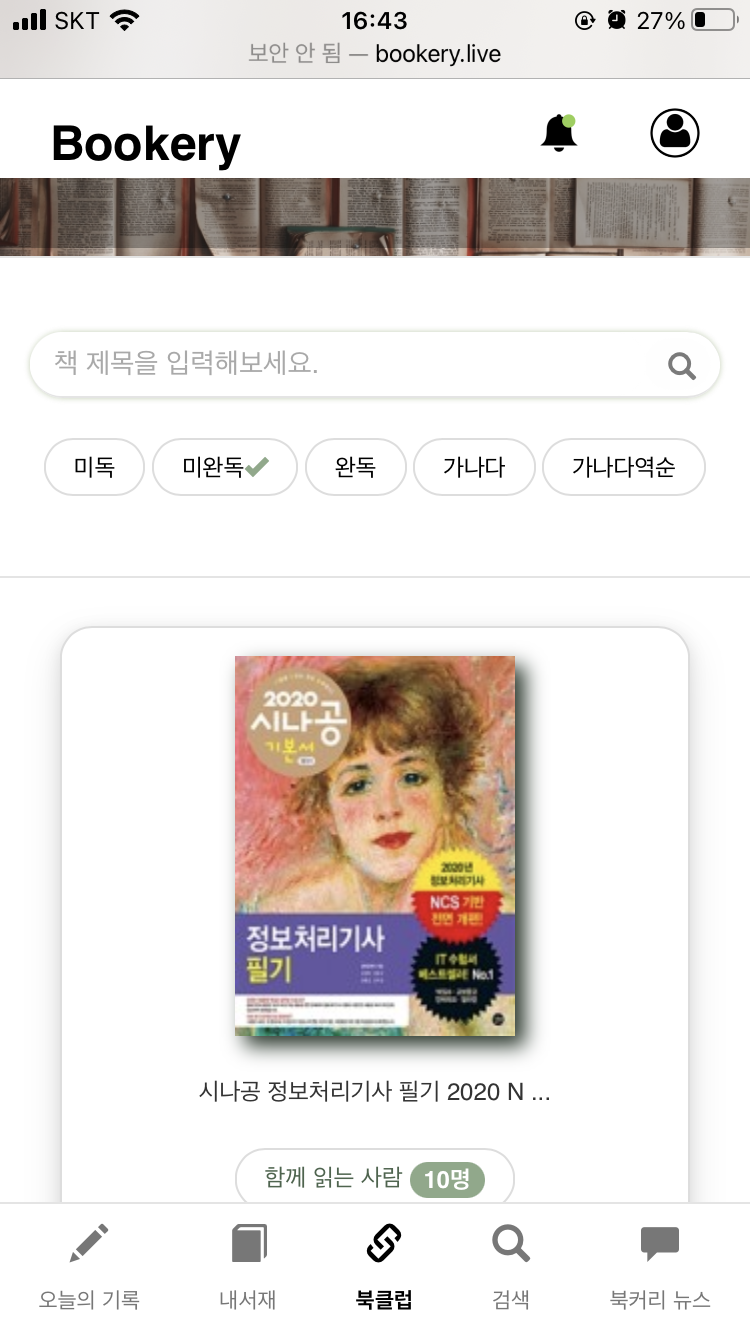 SKT 16:43 27%
보안 안 됨 — bookery.live
Bookery
책 제목을 입력해보세요.
미독 미완독 완독 가나다 가나다역순
2020
시나공
기본서
2020년
정보처리기사
NCS 기반
전면 개편!
정보처리기사
필기
IT 수험서
베스트셀러 No.1
시나공 정보처리기사 필기 2020 N ...
함께 읽는 사람 10명
오늘의 기록 내서재 북클럽 검색 북커리 뉴스